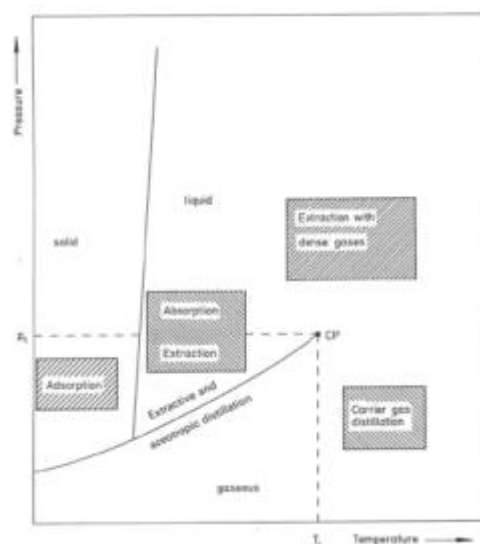 Pressure
liquid
Extraction with
dense gases
solid
Absorption
Extraction
CP
Adsorption
Extractive and
azeotropic distillation
Carrier gas
distillation
gaseous
Temperature